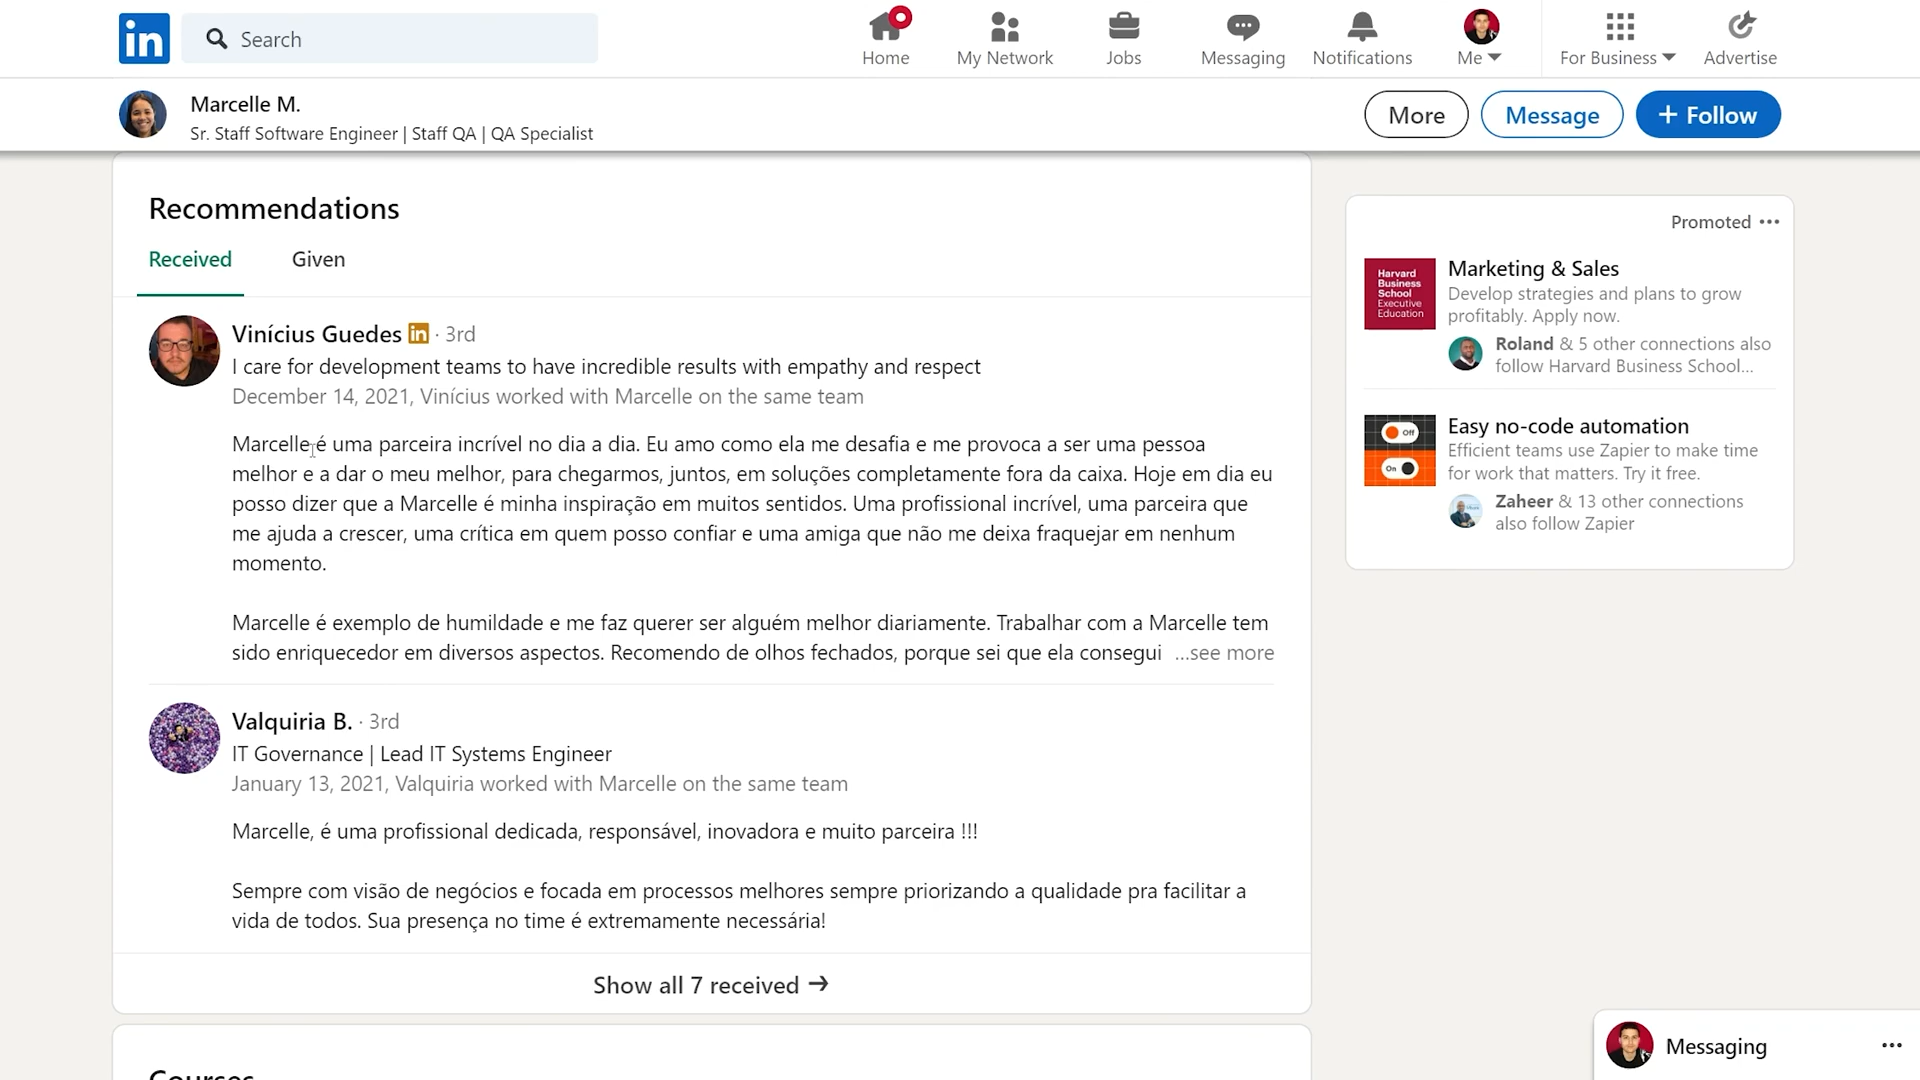 in
Search
Home
My Network
Jobs
Messaging
Notifications
Me
For Business
Advertise
Marcelle M.
Sr. Staff Software Engineer | Staff QA | QA Specialist
More
Message
+ Follow
Recommendations
Received
Given
Vinícius Guedes in · 3rd
I care for development teams to have incredible results with empathy and respect
December 14, 2021, Vinícius worked with Marcelle on the same team
Marcelle é uma parceira incrível no dia a dia. Eu amo como ela me desafia e me provoca a ser uma pessoa
melhor e a dar o meu melhor, para chegarmos, juntos, em soluções completamente fora da caixa. Hoje em dia eu
posso dizer que a Marcelle é minha inspiração em muitos sentidos. Uma profissional incrível, uma parceira que
me ajuda a crescer, uma crítica em quem posso confiar e uma amiga que não me deixa fraquejar em nenhum
momento.
Marcelle é exemplo de humildade e me faz querer ser alguém melhor diariamente. Trabalhar com a Marcelle tem
sido enriquecedor em diversos aspectos. Recomendo de olhos fechados, porque sei que ela consegui ...see more
Valquiria B. · 3rd
IT Governance | Lead IT Systems Engineer
January 13, 2021, Valquiria worked with Marcelle on the same team
Marcelle, é uma profissional dedicada, responsável, inovadora e muito parceira !!!
Sempre com visão de negócios e focada em processos melhores sempre priorizando a qualidade pra facilitar a
vida de todos. Sua presença no time é extremamente necessária!
Show all 7 received →
Courses
Promoted ...
Harvard
Business
School
Executive
Education
Marketing & Sales
Develop strategies and plans to grow
profitably. Apply now.
Roland & 5 other connections also
follow Harvard Business School...
Off
On
Easy no-code automation
Efficient teams use Zapier to make time
for work that matters. Try it free.
Zaheer & 13 other connections
also follow Zapier
Messaging ...